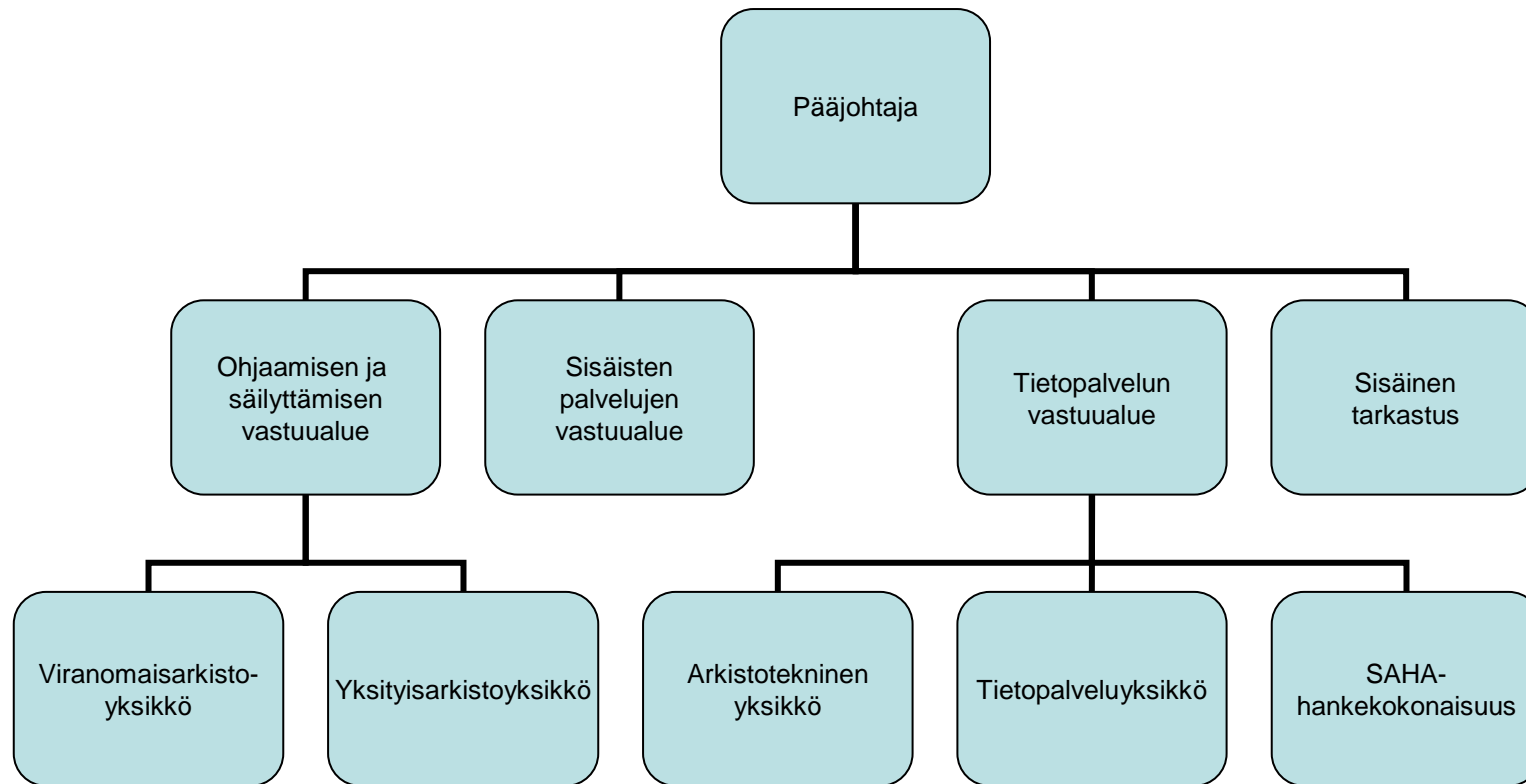 Pääjohtaja
Ohjaamisen ja
säilyttämisen
vastuualue
Sisäisten
palvelujen
vastuualue
Tietopalvelun
vastuualue
Sisäinen
tarkastus
Viranomaisarkisto-
yksikkö
Yksityisarkistoyksikkö
Arkistotekninen
yksikkö
Tietopalveluyksikkö
SAHA-
hankekokonaisuus